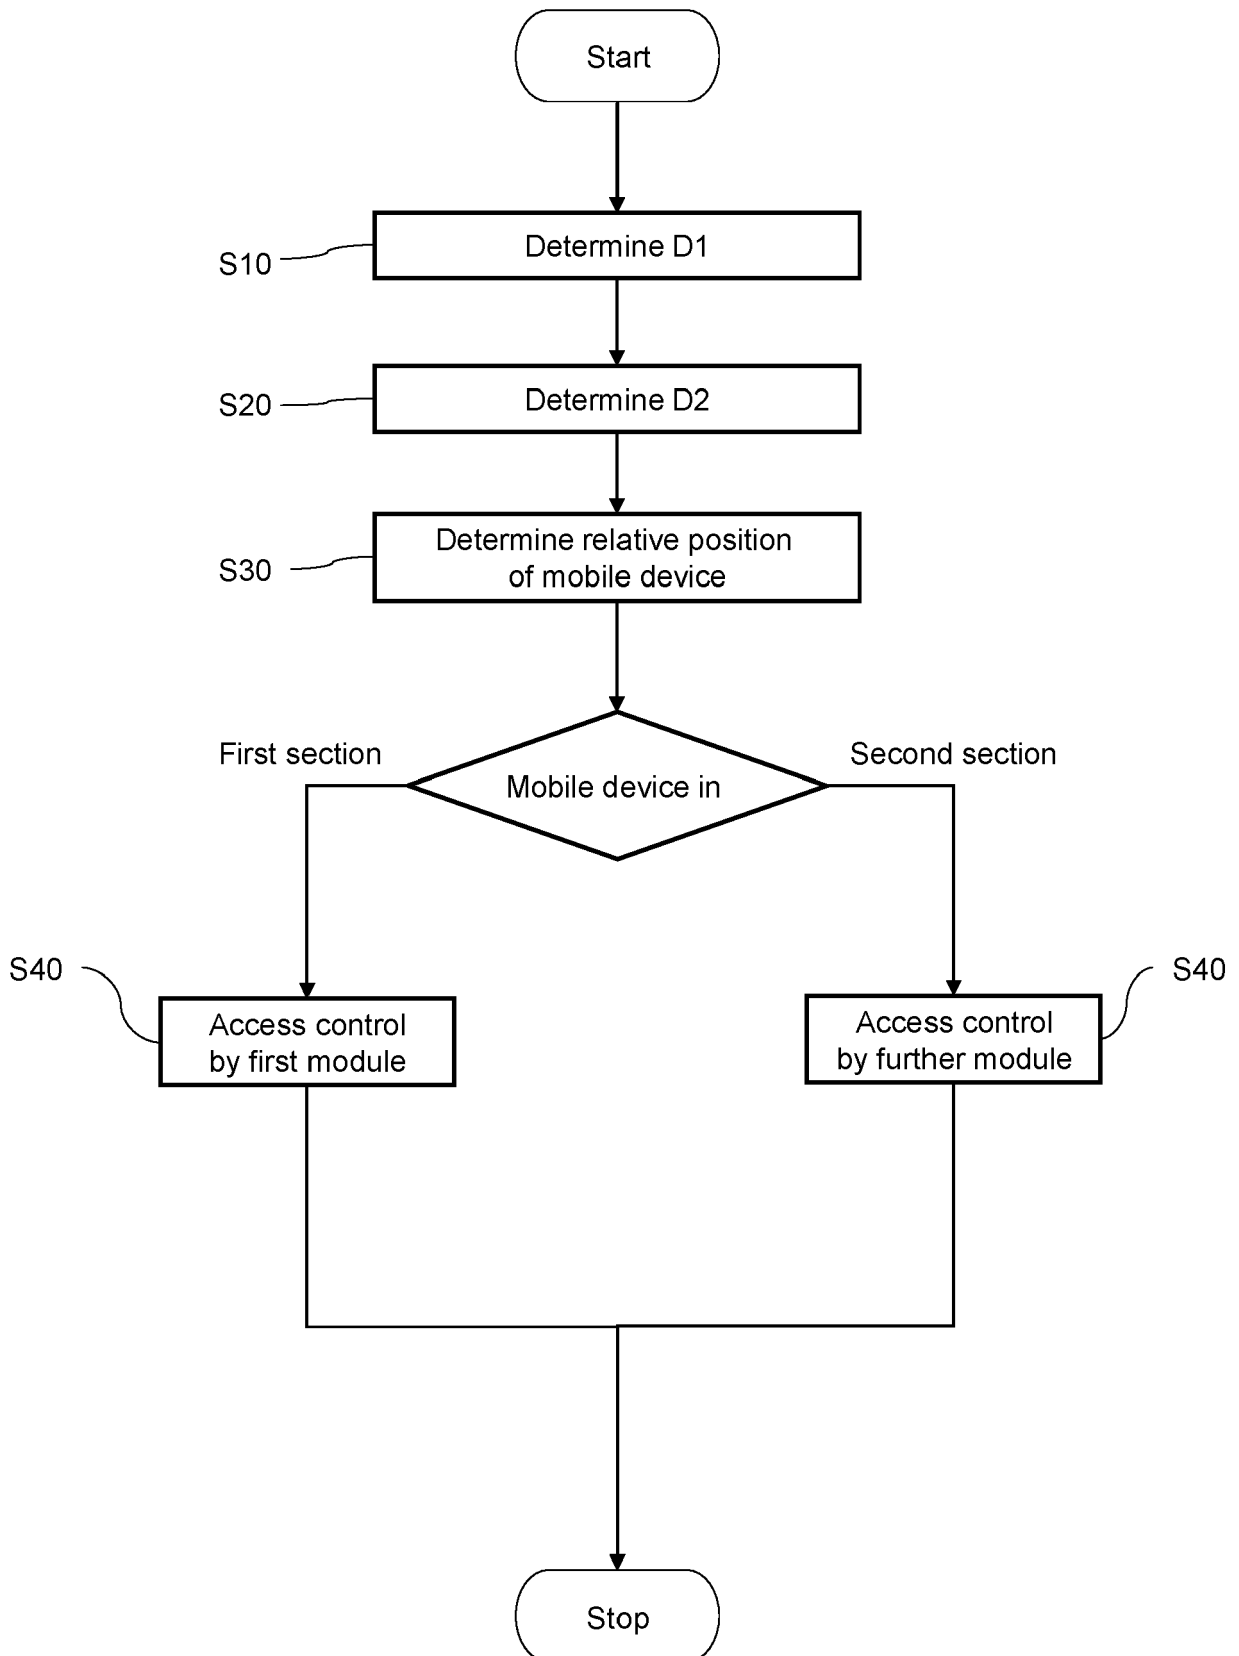 Start
Determine D1
S10
Determine D2
S20
Determine relative position
of mobile device
S30
First section
Second section
Mobile device in
S40
S40
Access control
by first module
Access control
by further module
Stop